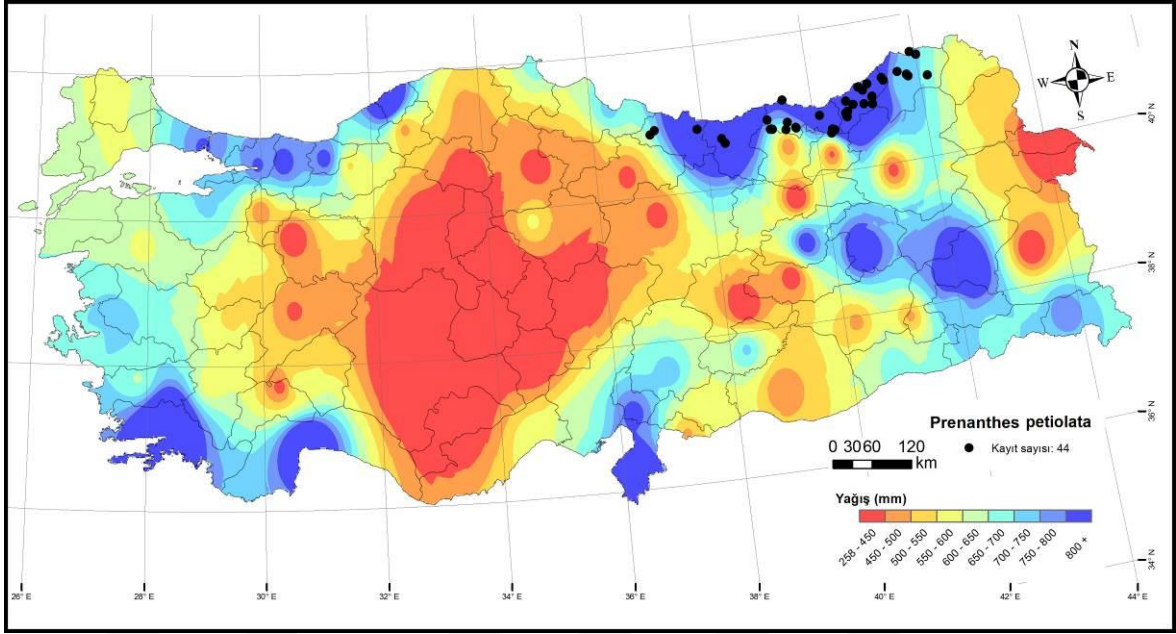 N
W E
S
40° N
38° N
36° N
34° N
Prenanthes petiolata
0 30 60 120
km
Kayıt sayısı: 44
Yağış (mm)
258 - 450
450 - 500
500 - 550
550 - 600
600 - 650
650 - 700
700 - 750
750 - 800
800 +
26° E 28° E 30° E 32° E 34° E 36° E 38° E 40° E 42° E 44° E